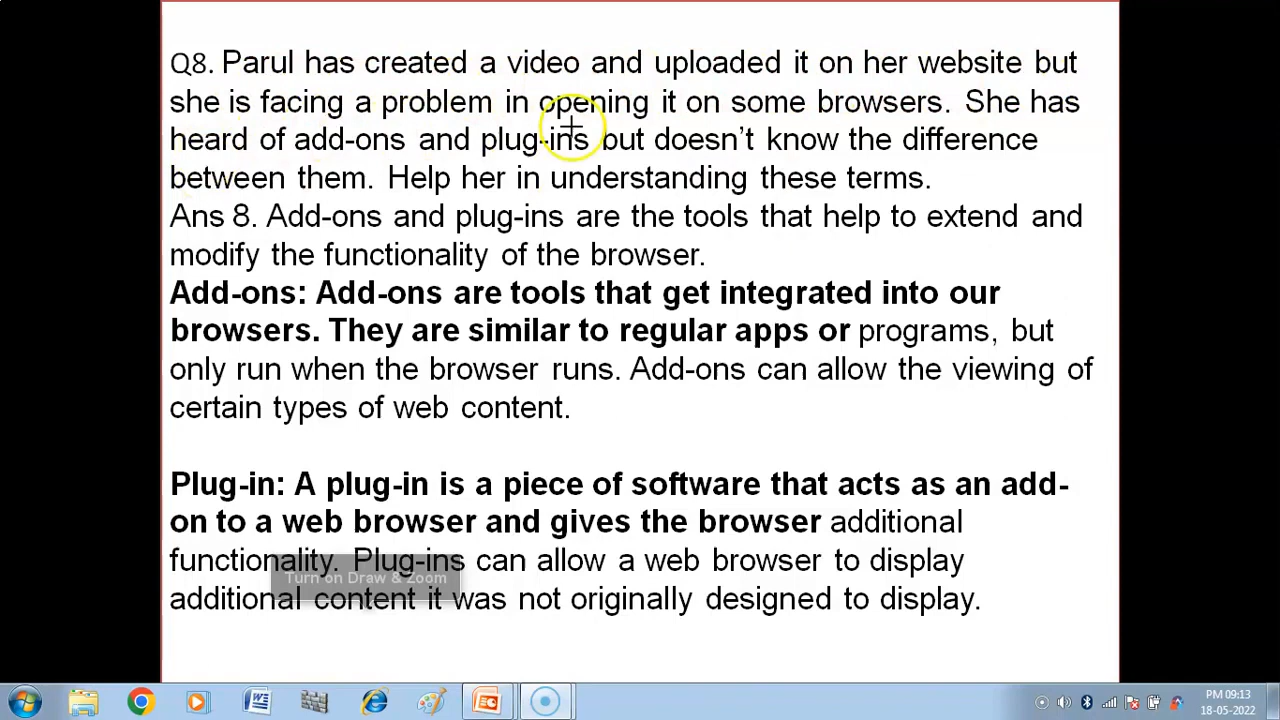 Q8. Parul has created a video and uploaded it on her website but
she is facing a problem in opening it on some browsers. She has
heard of add-ons and plug-ins but doesn’t know the difference
between them. Help her in understanding these terms.
Ans 8. Add-ons and plug-ins are the tools that help to extend and
modify the functionality of the browser.
Add-ons: Add-ons are tools that get integrated into our
browsers. They are similar to regular apps or programs, but
only run when the browser runs. Add-ons can allow the viewing of
certain types of web content.
Plug-in: A plug-in is a piece of software that acts as an add-
on to a web browser and gives the browser additional
functionality. Plug-ins can allow a web browser to display
Turn on Draw & Zoom
additional content it was not originally designed to display.
PM 09:13
18-05-2022